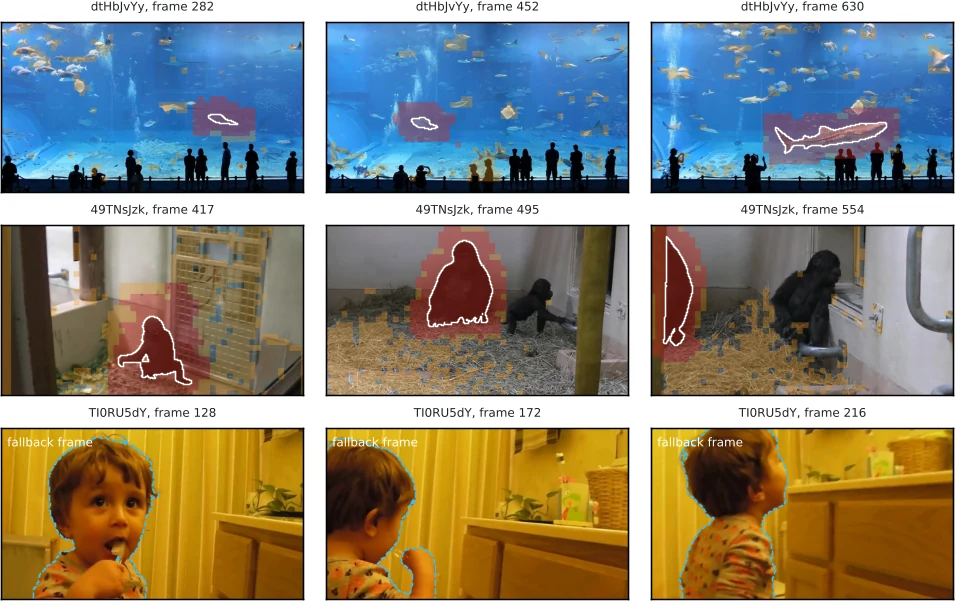 dtHbJvYy, frame 282
dtHbJvYy, frame 452
dtHbJvYy, frame 630
49TNsJzk, frame 417
49TNsJzk, frame 495
49TNsJzk, frame 554
TI0RU5dY, frame 128
TI0RU5dY, frame 172
TI0RU5dY, frame 216
fallback frame
fallback frame
fallback frame